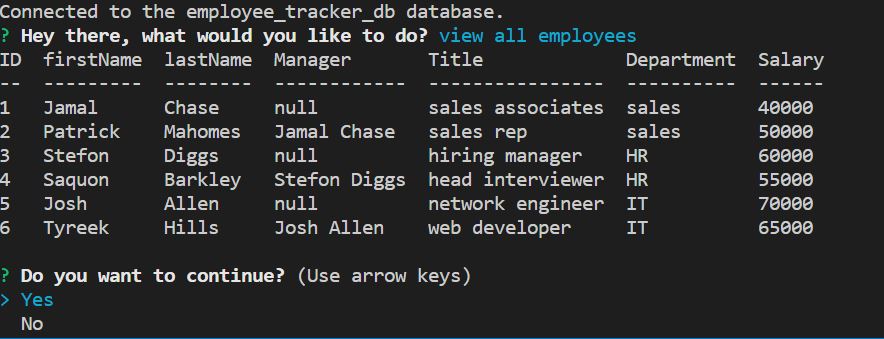 Connected to the employee_tracker_db database.
? Hey there, what would you like to do? view all employees
ID  firstName  lastName  Manager       Title             Department  Salary
--  ---------  --------  ------------  ----------------  ----------  ------
1   Jamal      Chase     null          sales associates  sales       40000
2   Patrick    Mahomes   Jamal Chase   sales rep         sales       50000
3   Stefon     Diggs     null          hiring manager    HR          60000
4   Saquon     Barkley   Stefon Diggs  head interviewer  HR          55000
5   Josh       Allen     null          network engineer  IT          70000
6   Tyreek     Hills     Josh Allen    web developer     IT          65000
? Do you want to continue? (Use arrow keys)
> Yes
  No